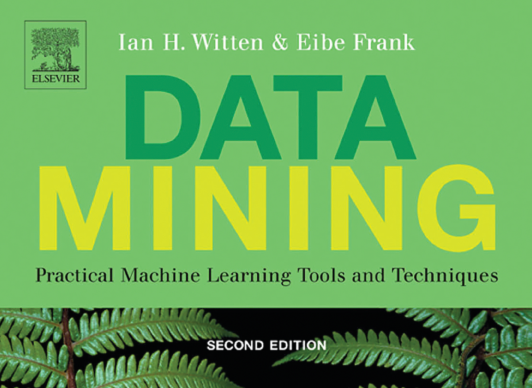 Ian H. Witten & Eibe Frank
ELSEVIER
DATA
MINING
Practical Machine Learning Tools and Techniques
SECOND EDITION